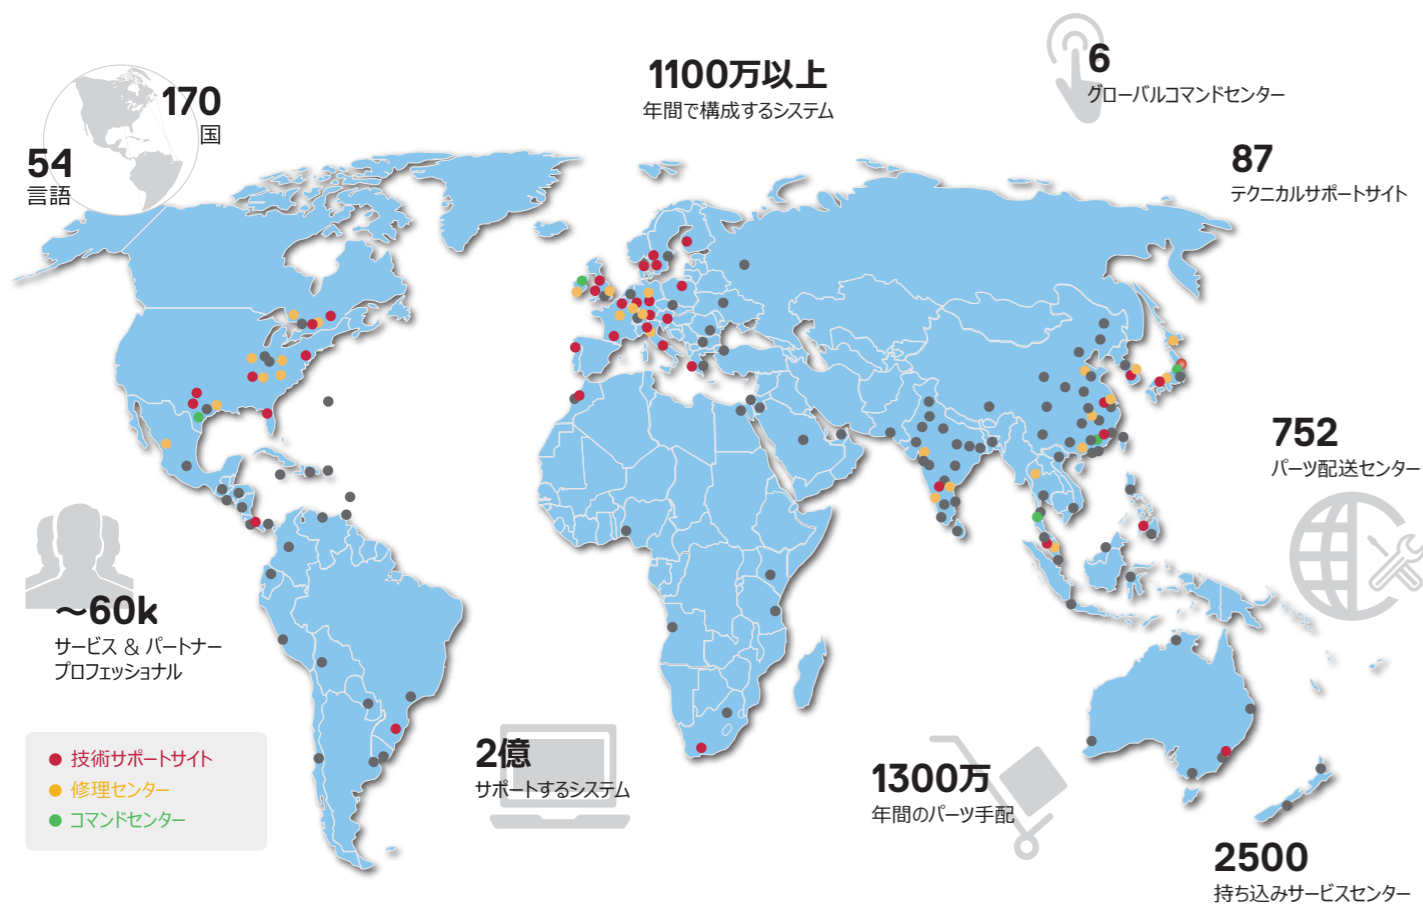 170
国
54
言語
1100万以上
年間で構成するシステム
6
グローバルコマンドセンター
87
テクニカルサポートサイト
752
パーツ配送センター
～60k
サービス & パートナー
プロフェッショナル
技術サポートサイト
修理センター
コマンドセンター
2億
サポートするシステム
1300万
年間のパーツ手配
2500
持ち込みサービスセンター